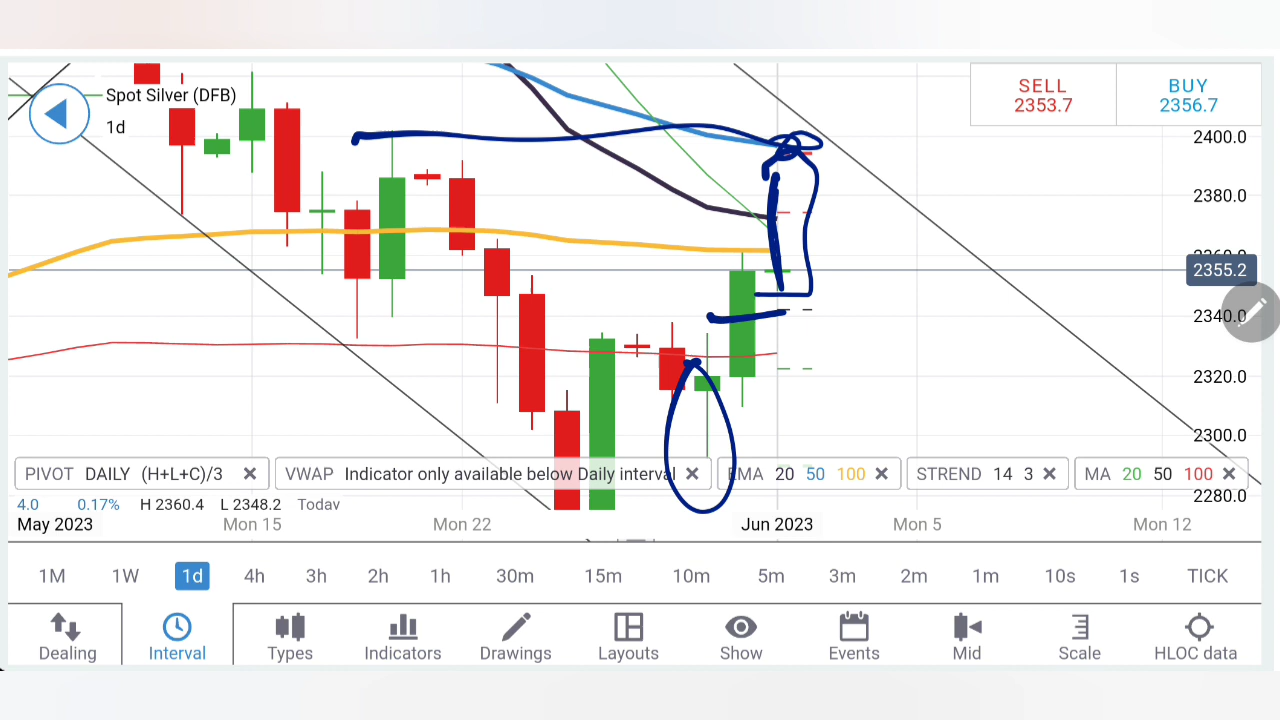 Spot Silver (DFB)
1d
SELL
2353.7
BUY
2356.7
2400.0
2380.0
2360.0
2355.2
2340.0
2320.0
2300.0
2280.0
PIVOT DAILY (H+L+C)/3
VWAP Indicator only available below Daily interval
EMA 20 50 100
STREND 14 3
MA 20 50 100
4.0 0.17% H 2360.4 L 2348.2 Today
May 2023 Mon 15 Mon 22 Jun 2023 Mon 5 Mon 12
1M 1W 1d 4h 3h 2h 1h 30m 15m 10m 5m 3m 2m 1m 10s 1s TICK
Dealing Interval Types Indicators Drawings Layouts Show Events Mid Scale HLOC data